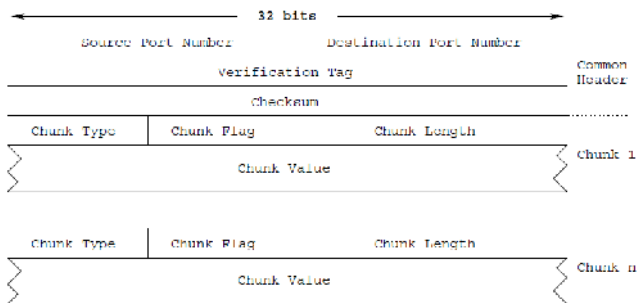 32 bits
Source Port Number Destination Port Number
Verification Tag
Common
Header
Checksum
Chunk Type Chunk Flag Chunk Length
Chunk 1
Chunk Value
Chunk Type Chunk Flag Chunk Length
Chunk n
Chunk Value